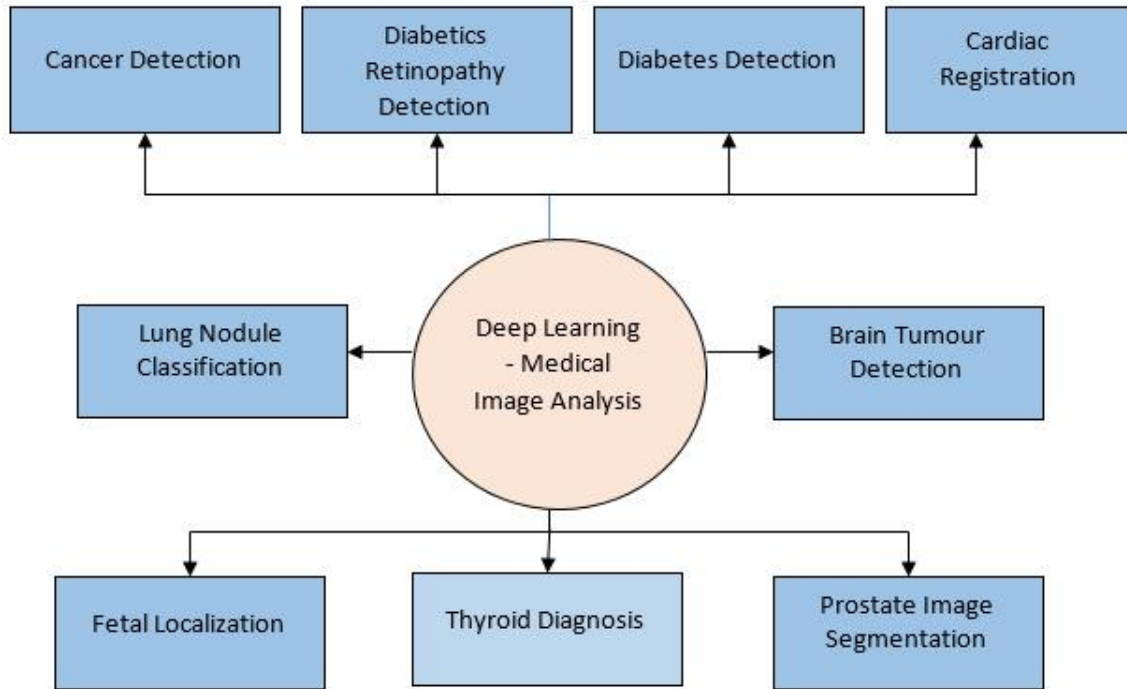 Cancer Detection
Diabetics
Retinopathy
Detection
Diabetes Detection
Cardiac
Registration
Lung Nodule
Classification
Deep Learning
- Medical
Image Analysis
Brain Tumour
Detection
Fetal Localization
Thyroid Diagnosis
Prostate Image
Segmentation